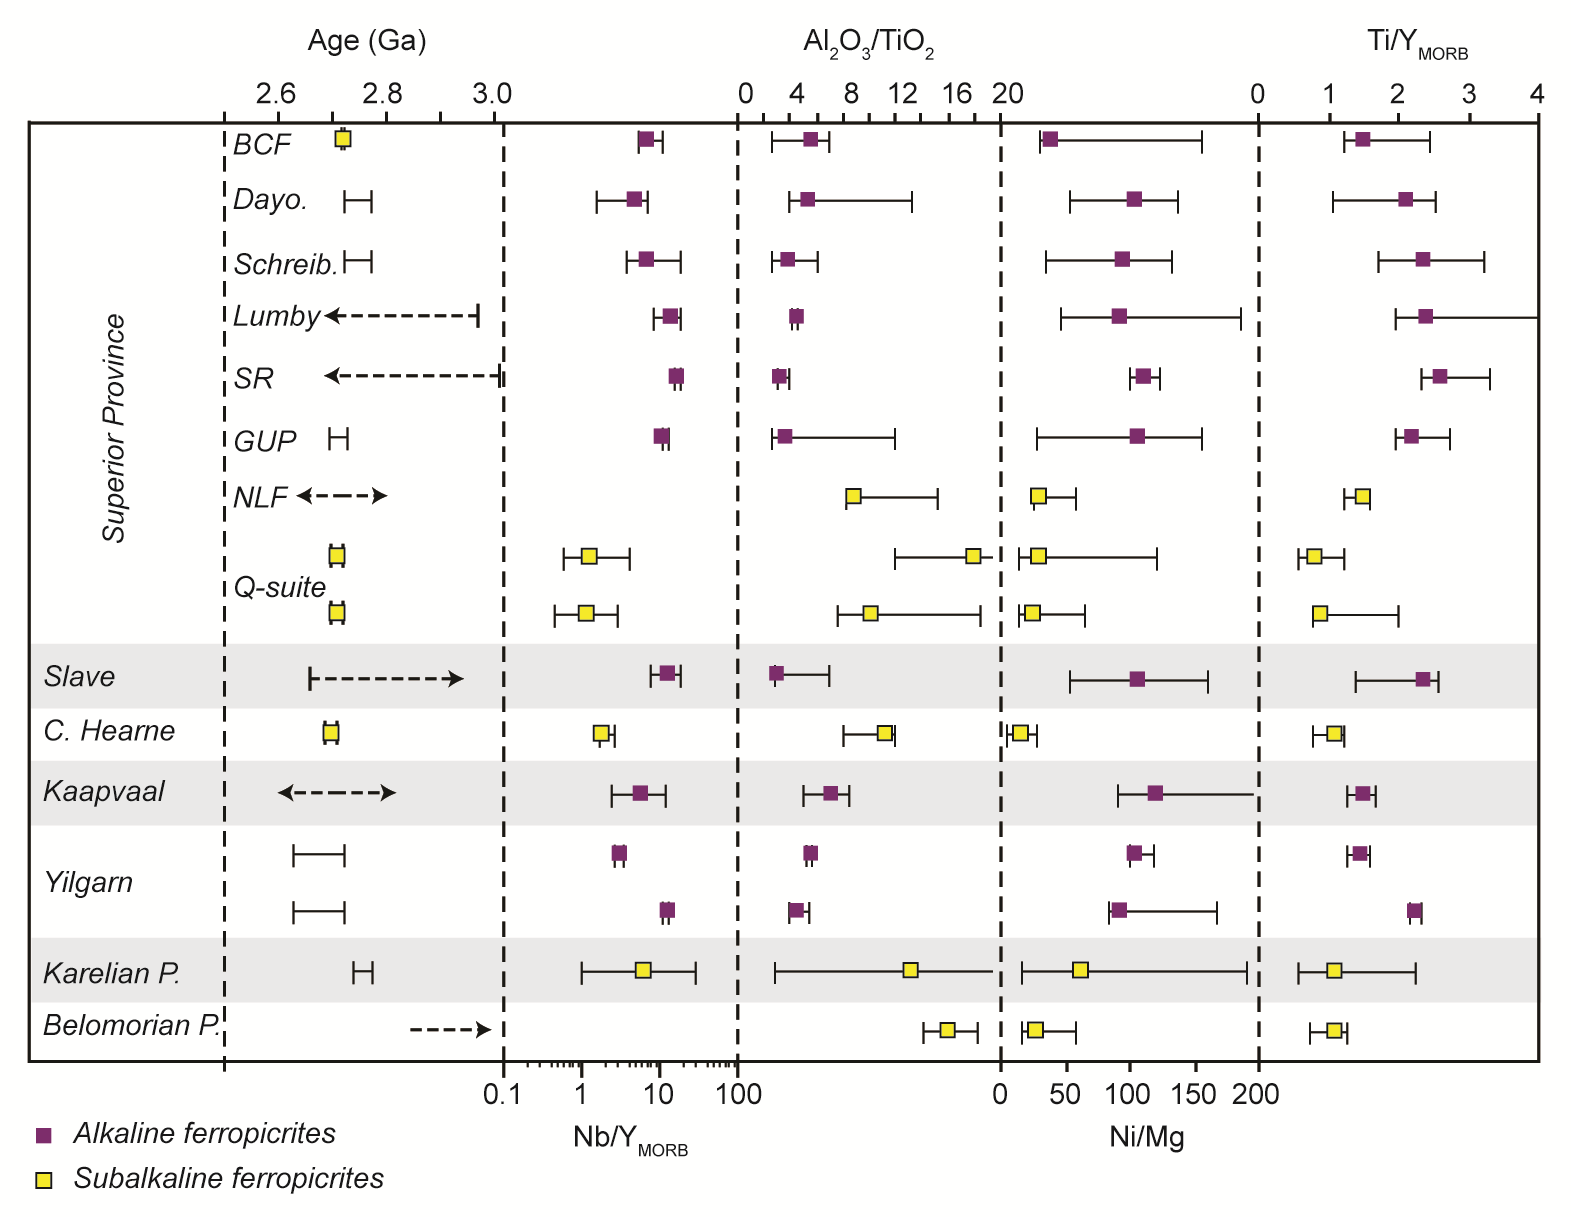 Age (Ga) Al₂O₃/TiO₂ Ti/Y MORB
2.6 2.8 3.0 0 4 8 12 16 20 0 1 2 3 4
BCF
Dayo.
Schreib.
Lumby
SR
GUP
NLF
Q-suite
Superior Province
Slave
C. Hearne
Kaapvaal
Yilgarn
Karelian P.
Belomorian P.
0.1 1 10 100 0 50 100 150 200
Nb/Y MORB Ni/Mg
Alkaline ferropicrites
Subalkaline ferropicrites